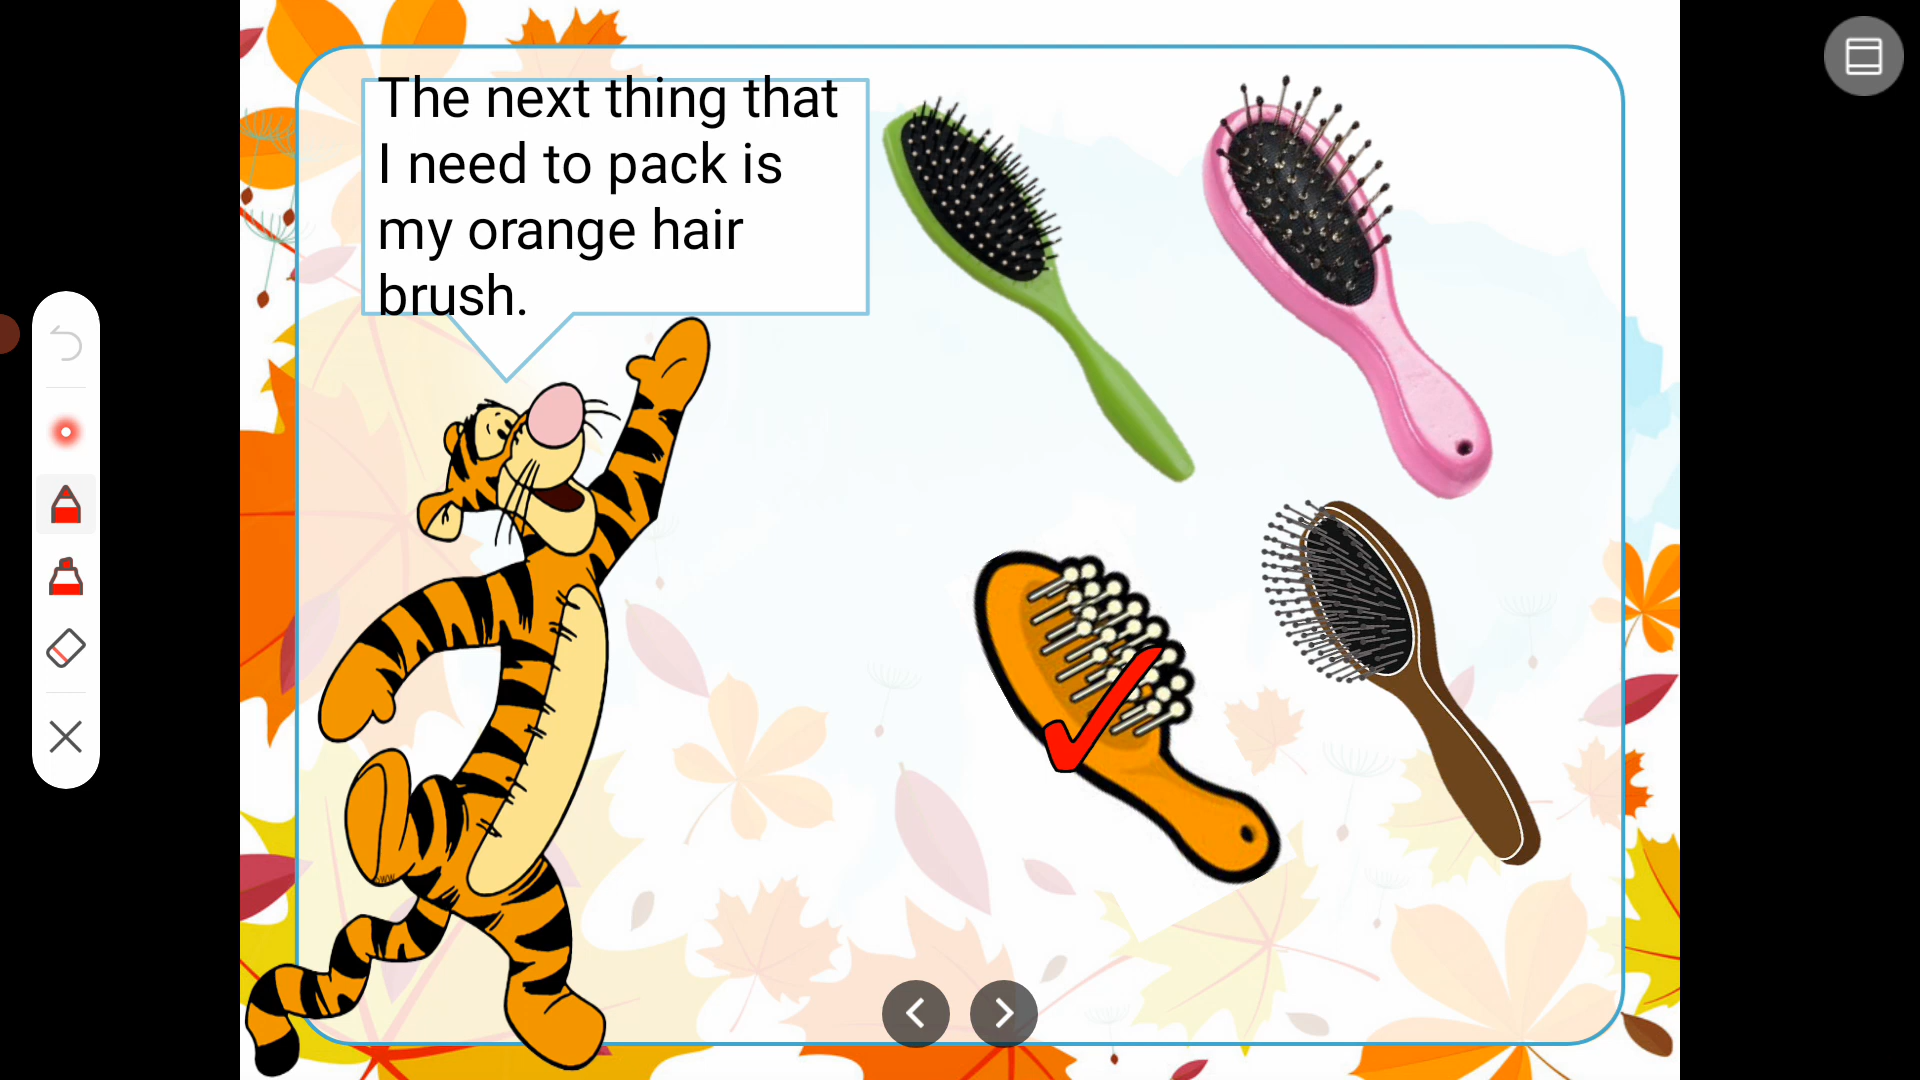 The next thing that
I need to pack is
my orange hair
brush.